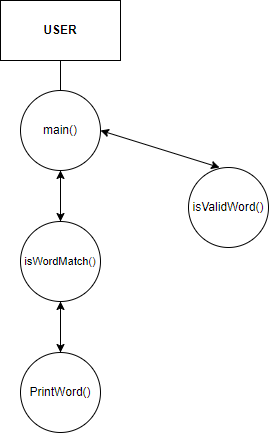 USER
main()
isValidWord()
isWordMatch()
PrintWord()